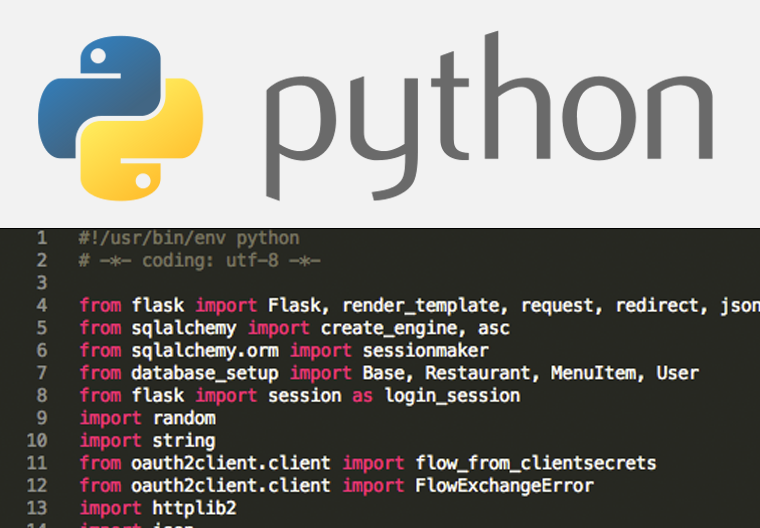 python
1 #!/usr/bin/env python
2 # -*- coding: utf-8 -*-
3
4 from flask import Flask, render_template, request, redirect, json
5 from sqlalchemy import create_engine, asc
6 from sqlalchemy.orm import sessionmaker
7 from database_setup import Base, Restaurant, MenuItem, User
8 from flask import session as login_session
9 import random
10 import string
11 from oauth2client.client import flow_from_clientsecrets
12 from oauth2client.client import FlowExchangeError
13 import httplib2
14 import json